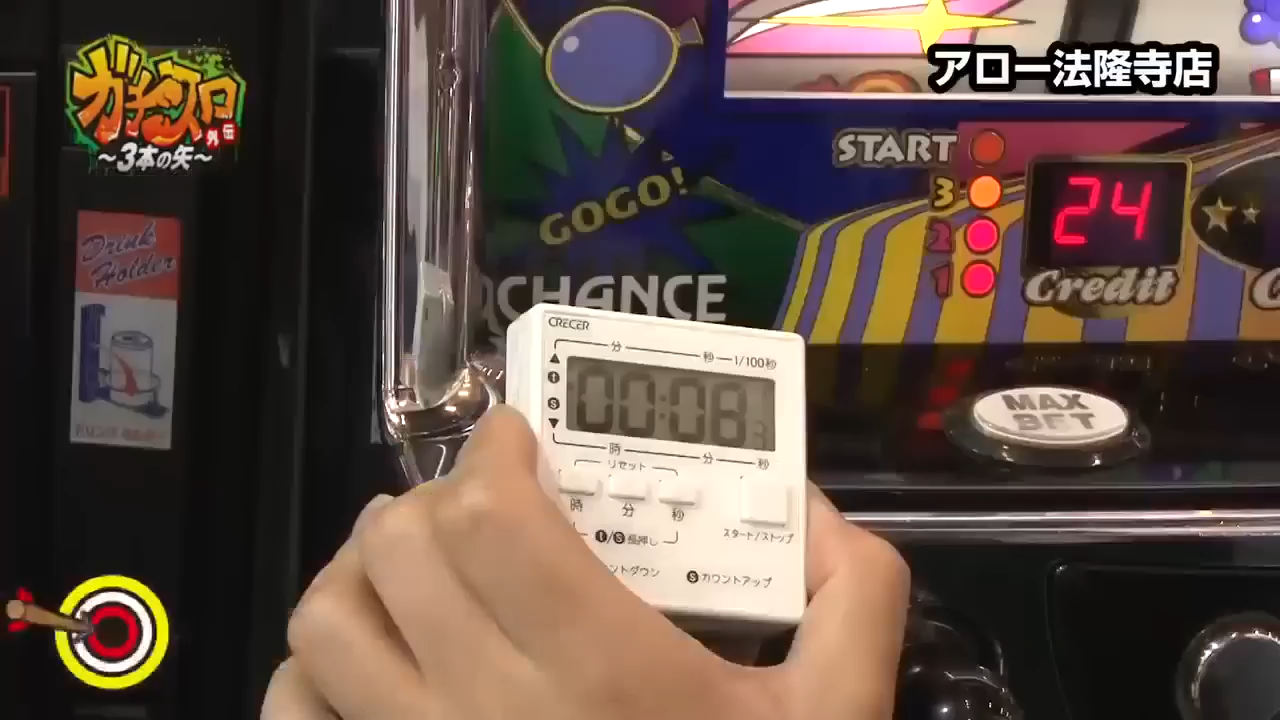 ガチスロ
外伝
～3本の矢～
アロー法隆寺店
Drink
Holder
GOGO!
CHANCE
START
3
2
1
24
Credit
MAX
BET
CRECER
分 秒 1/100秒
00:08
時 分 秒
リセット
時 分 秒
スタート/ストップ
t/S長押し
ントダウン
Sカウントアップ